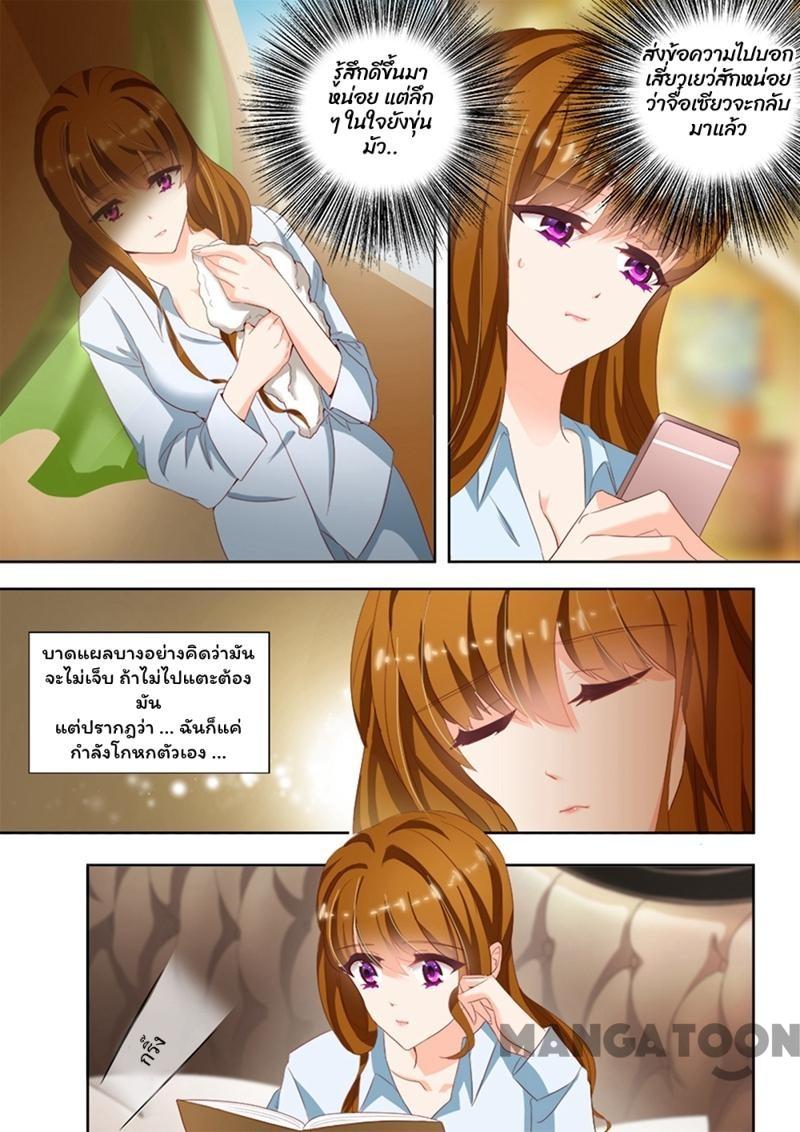 รู้สึกดีขึ้นมา
หน่อย แต่ลึก
ๆ ในใจยังขุ่น
มัว..
ส่งข้อความไปบอก
เสี่ยวเยว่สักหน่อย
ว่าจื่อเซียวจะกลับ
มาแล้ว
บาดแผลบางอย่างคิดว่ามัน
จะไม่เจ็บ ถ้าไม่ไปแตะต้อง
มัน
แต่ปรากฎว่า ... ฉันก็แค่
กำลังโกหกตัวเอง ...
กริ๊ง
MANGATOON